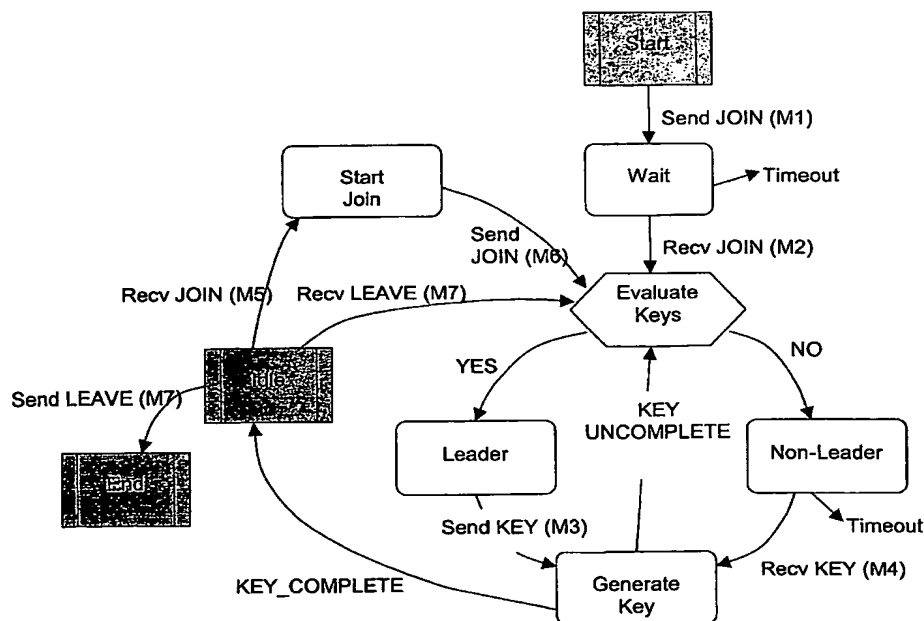 Start
Send JOIN (M1)
Wait
Timeout
Start
Join
Send
JOIN (M6)
Recv JOIN (M2)
Recv JOIN (M5)
Recv LEAVE (M7)
Evaluate
Keys
YES
NO
Idle
Send LEAVE (M7)
KEY
UNCOMPLETE
Leader
Non-Leader
End
Send KEY (M3)
Timeout
Recv KEY (M4)
KEY_COMPLETE
Generate
Key